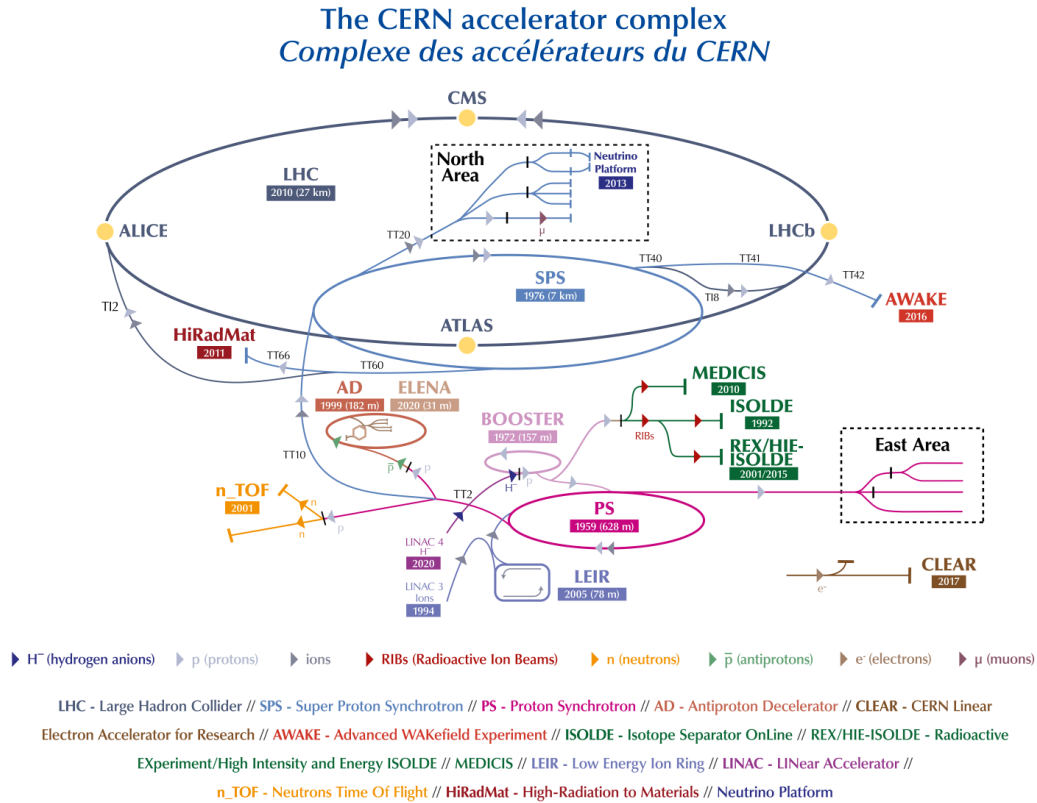 The CERN accelerator complex
Complexe des accélérateurs du CERN
CMS
North
Area
Neutrino
Platform
2013
LHC
2010 (27 km)
µ
ALICE
TT20
LHCb
TT40
TT41
SPS
1976 (7 km)
TT42
TI8
AWAKE
2016
TI2
ATLAS
HiRadMat
2011
TT66
TT60
AD
1999 (182 m)
ELENA
2020 (31 m)
MEDICIS
2010
BOOSTER
1972 (157 m)
ISOLDE
1992
RIBs
REX/HIE-
ISOLDE
2001/2015
East Area
TT10
p̅
p
p
H⁻
TT2
n_TOF
2001
n
n
p
PS
1959 (628 m)
LINAC 4
H⁻
2020
LINAC 3
Ions
1994
LEIR
2005 (78 m)
CLEAR
2017
e⁻
H⁻ (hydrogen anions)
p (protons)
ions
RIBs (Radioactive Ion Beams)
n (neutrons)
p̅ (antiprotons)
e⁻ (electrons)
µ (muons)
LHC - Large Hadron Collider // SPS - Super Proton Synchrotron // PS - Proton Synchrotron // AD - Antiproton Decelerator // CLEAR - CERN Linear
Electron Accelerator for Research // AWAKE - Advanced WAKefield Experiment // ISOLDE - Isotope Separator OnLine // REX/HIE-ISOLDE - Radioactive
EXperiment/High Intensity and Energy ISOLDE // MEDICIS // LEIR - Low Energy Ion Ring // LINAC - LINear ACcelerator //
n_TOF - Neutrons Time Of Flight // HiRadMat - High-Radiation to Materials // Neutrino Platform